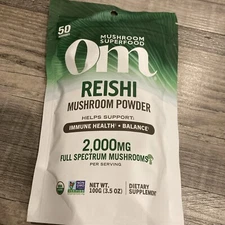 50
MUSHROOM
SUPERFOOD
Om
REISHI
MUSHROOM POWDER
HELPS SUPPORT:
IMMUNE HEALTH† • BALANCE†
2,000MG
FULL SPECTRUM MUSHROOMS
PER SERVING
NET WT.
100G (3.5 OZ)
DIETARY
SUPPLEMENT